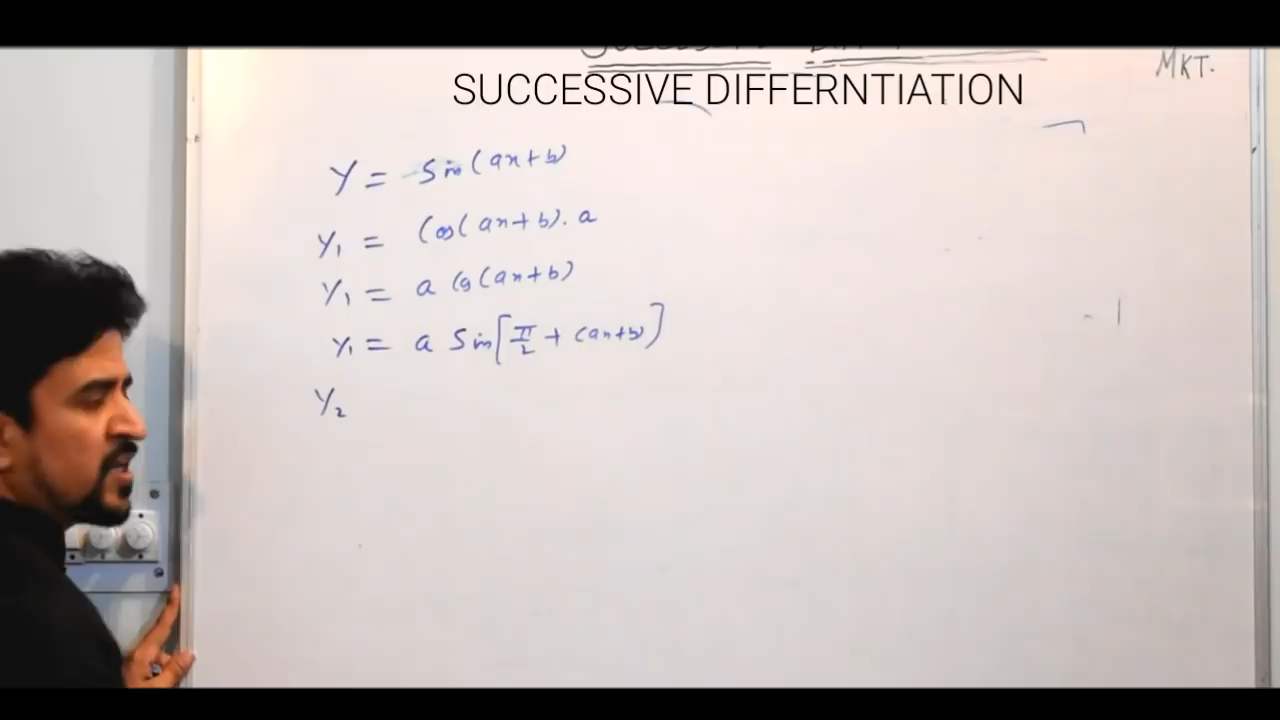 MKT.
SUCCESSIVE DIFFERNTIATION
Y = Sin(ax+b)
Y₁ = Cos(ax+b).a
Y₁ = a Cos(ax+b)
Y₁ = a Sin[π/2 + (ax+b)]
Y₂